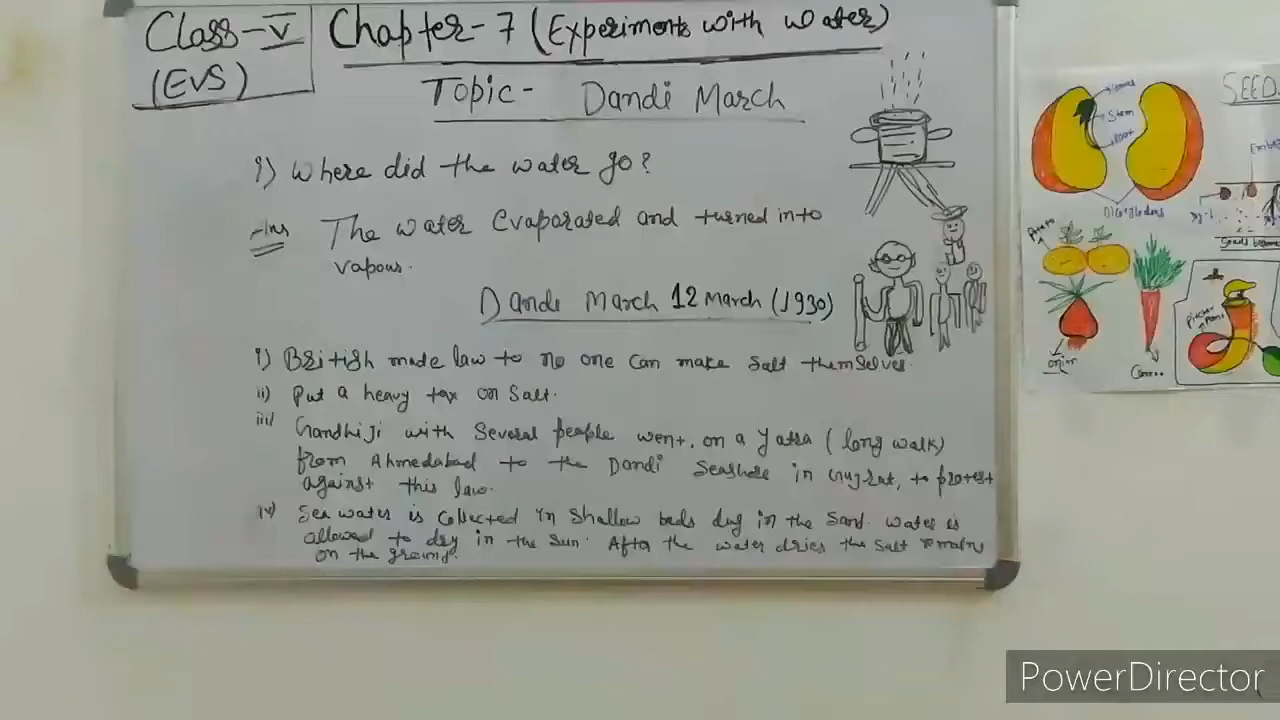 Class-V
(EVS)
Chapter-7 (Experiments with water)
Topic- Dandi March
i) Where did the water go?
Ans The water Evaporated and turned into
vapour.
Dandi March 12 March (1930)
i) British made law to no one can make salt themselves.
ii) Put a heavy tax on Salt.
iii) Gandhiji with Several people went, on a Yatra (long walk)
from Ahmedabad to the Dandi Seashore in Gujrat, to protest
against this law.
iv) Sea water is collected in shallow beds dug in the Sand. water is
allowed to dry in the Sun. After the water dries the Salt remains
on the ground.
Stem
Root
SEED
onion
PowerDirector